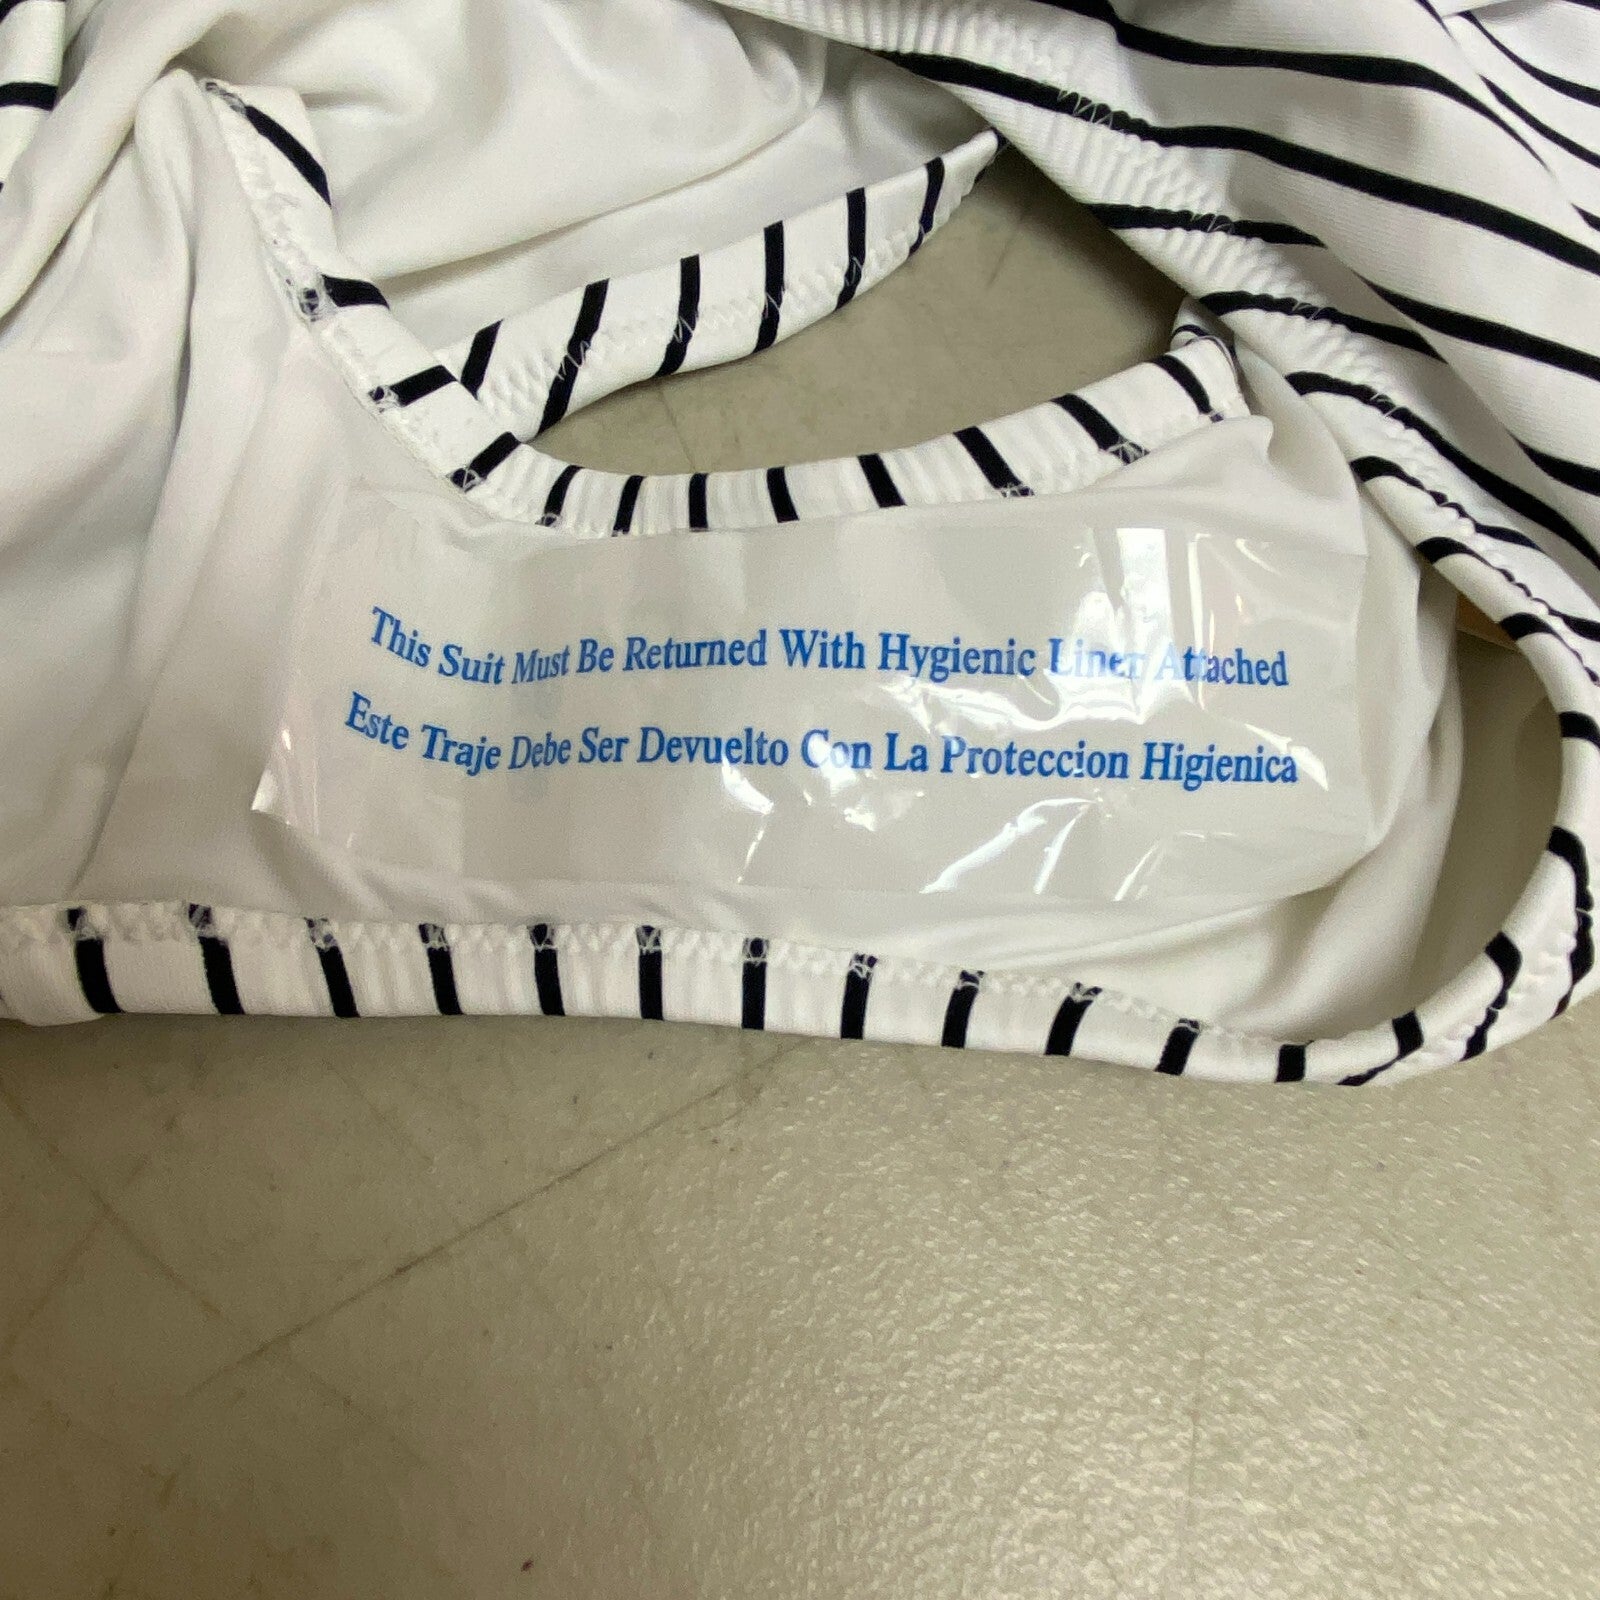 This Suit Must Be Returned With Hygienic Liner Attached
Este Traje Debe Ser Devuelto Con La Proteccion Higienica